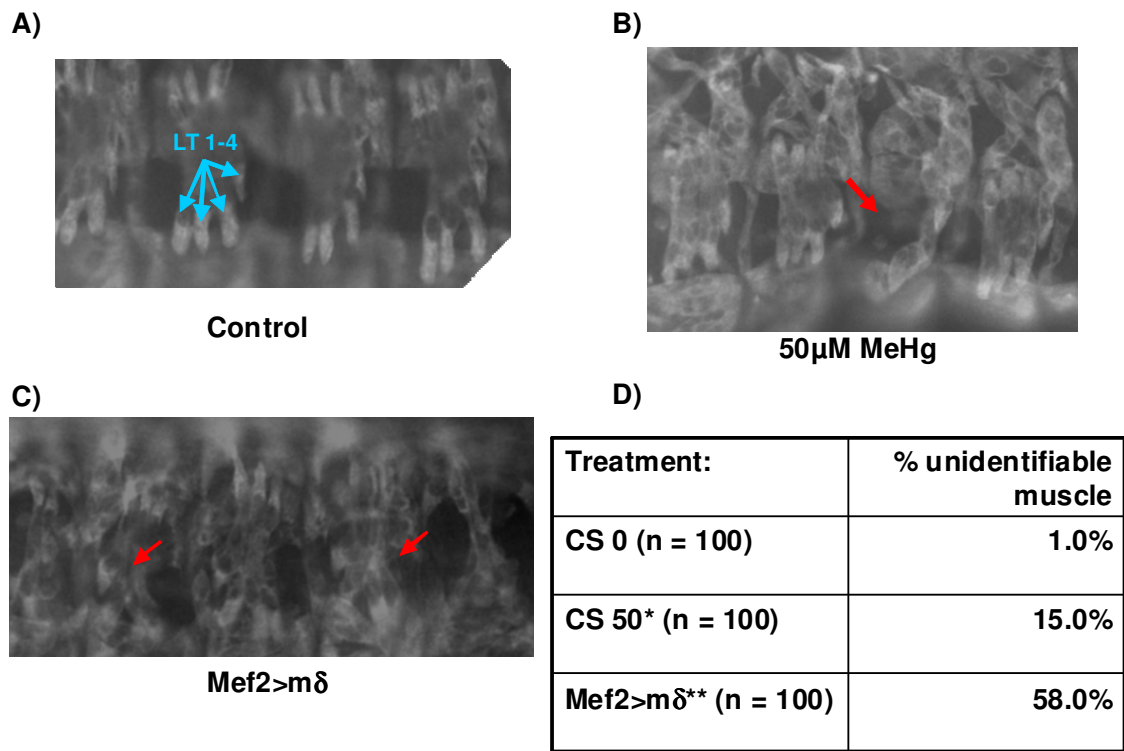 A)
B)
LT 1-4
Control
50µM MeHg
C)
D)
Mef2>mδ
Treatment:
% unidentifiable
muscle
CS 0 (n = 100)
1.0%
CS 50* (n = 100)
15.0%
Mef2>mδ** (n = 100)
58.0%